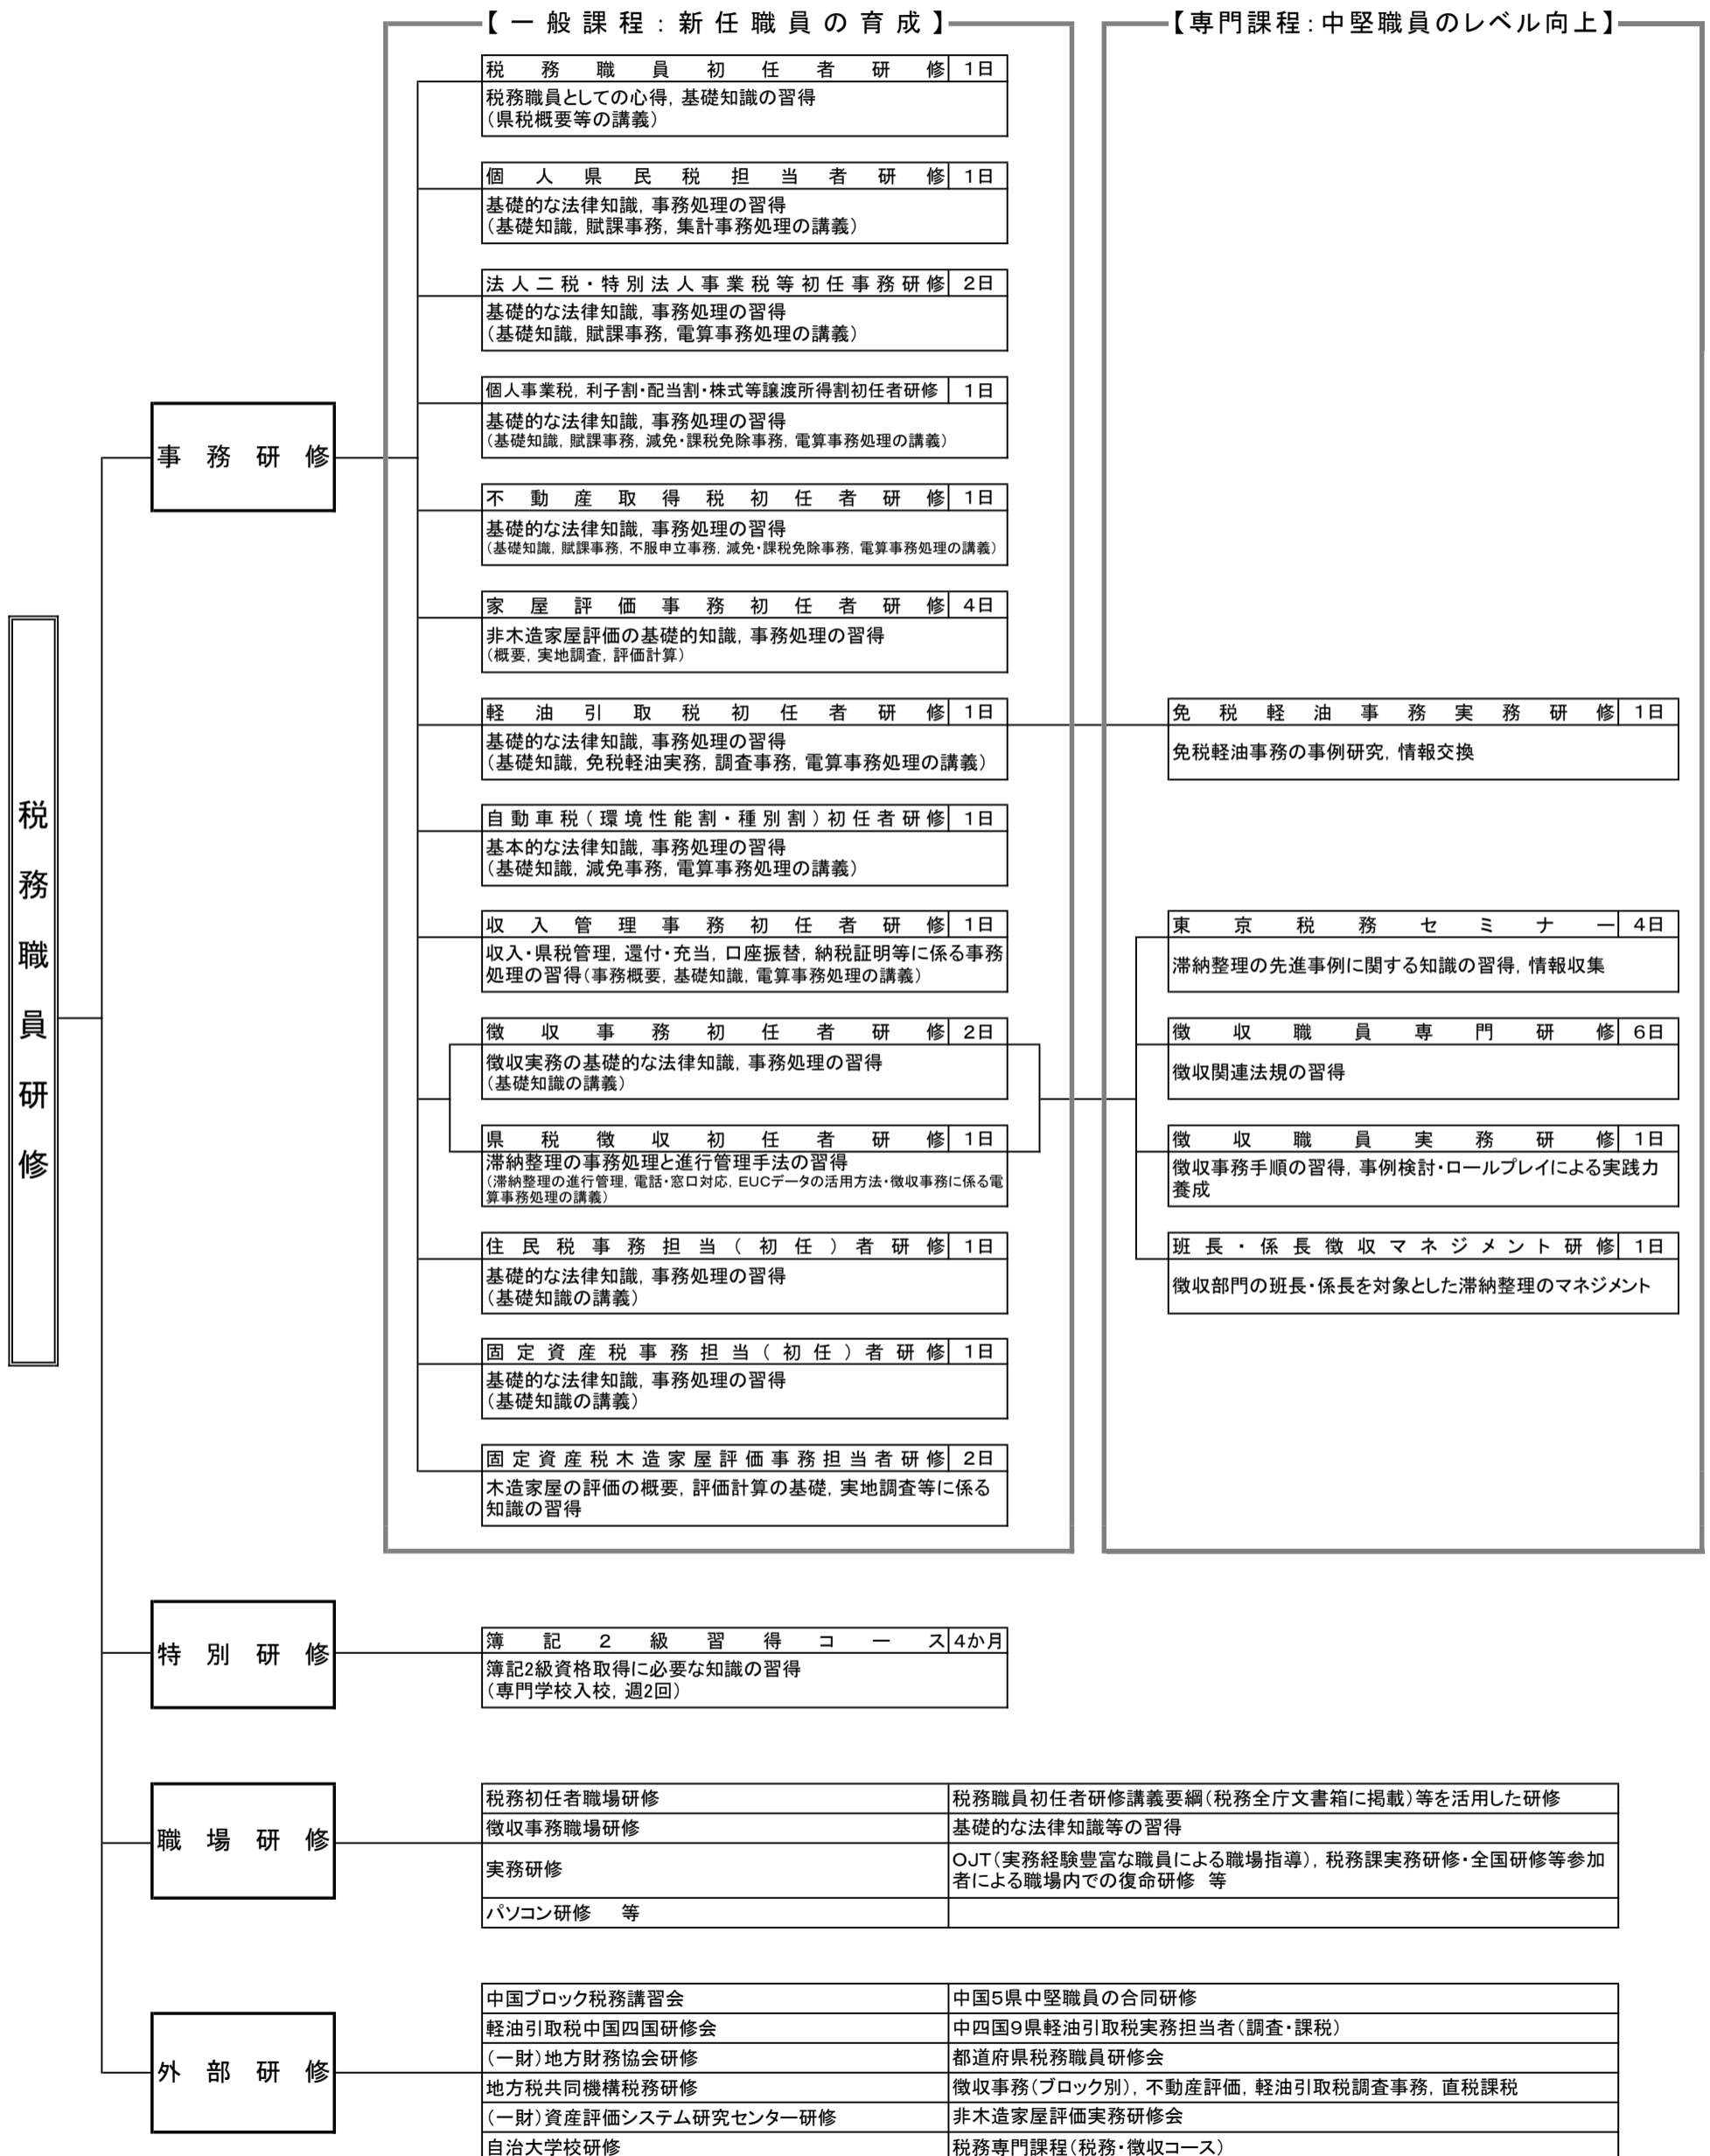 税務職員研修
事務研修
【一般課程:新任職員の育成】
税務職員初任者研修 1日
税務職員としての心得, 基礎知識の習得
(県税概要等の講義)
個人県民税担当者研修 1日
基礎的な法律知識, 事務処理の習得
(基礎知識, 賦課事務, 集計事務処理の講義)
法人二税・特別法人事業税等初任事務研修 2日
基礎的な法律知識, 事務処理の習得
(基礎知識, 賦課事務, 電算事務処理の講義)
個人事業税, 利子割・配当割・株式等譲渡所得割初任者研修 1日
基礎的な法律知識, 事務処理の習得
(基礎知識, 賦課事務, 減免・課税免除事務, 電算事務処理の講義)
不動産取得税初任者研修 1日
基礎的な法律知識, 事務処理の習得
(基礎知識, 賦課事務, 不服申立事務, 減免・課税免除事務, 電算事務処理の講義)
家屋評価事務初任者研修 4日
非木造家屋評価の基礎的知識, 事務処理の習得
(概要, 実地調査, 評価計算)
軽油引取税初任者研修 1日
基礎的な法律知識, 事務処理の習得
(基礎知識, 免税軽油実務, 調査事務, 電算事務処理の講義)
自動車税(環境性能割・種別割)初任者研修 1日
基本的な法律知識, 事務処理の習得
(基礎知識, 減免事務, 電算事務処理の講義)
収入管理事務初任者研修 1日
収入・県税管理, 還付・充当, 口座振替, 納税証明等に係る事務
処理の習得(事務概要, 基礎知識, 電算事務処理の講義)
徴収事務初任者研修 2日
徴収実務の基礎的な法律知識, 事務処理の習得
(基礎知識の講義)
県税徴収初任者研修 1日
滞納整理の事務処理と進行管理手法の習得
(滞納整理の進行管理, 電話・窓口対応, EUCデータの活用方法・徴収事務に係る電
算事務処理の講義)
住民税事務担当(初任)者研修 1日
基礎的な法律知識, 事務処理の習得
(基礎知識の講義)
固定資産税事務担当(初任)者研修 1日
基礎的な法律知識, 事務処理の習得
(基礎知識の講義)
固定資産税木造家屋評価事務担当者研修 2日
木造家屋の評価の概要, 評価計算の基礎, 実地調査等に係る
知識の習得
【専門課程:中堅職員のレベル向上】
免税軽油事務実務研修 1日
免税軽油事務の事例研究, 情報交換
東京税務セミナー 4日
滞納整理の先進事例に関する知識の習得, 情報収集
徴収職員専門研修 6日
徴収関連法規の習得
徴収職員実務研修 1日
徴収事務手順の習得, 事例検討・ロールプレイによる実践力
養成
班長・係長徴収マネジメント研修 1日
徴収部門の班長・係長を対象とした滞納整理のマネジメント
特別研修
簿記2級習得コース 4か月
簿記2級資格取得に必要な知識の習得
(専門学校入校, 週2回)
職場研修
税務初任者職場研修 税務職員初任者研修講義要綱(税務全庁文書箱に掲載)等を活用した研修
徴収事務職場研修 基礎的な法律知識等の習得
実務研修 OJT(実務経験豊富な職員による職場指導), 税務課実務研修・全国研修等参加
者による職場内での復命研修 等
パソコン研修 等
外部研修
中国ブロック税務講習会 中国5県中堅職員の合同研修
軽油引取税中国四国研修会 中四国9県軽油引取税実務担当者(調査・課税)
(一財)地方財務協会研修 都道府県税務職員研修会
地方税共同機構税務研修 徴収事務(ブロック別), 不動産評価, 軽油引取税調査事務, 直税課税
(一財)資産評価システム研究センター研修 非木造家屋評価実務研修会
自治大学校研修 税務専門課程(税務・徴収コース)